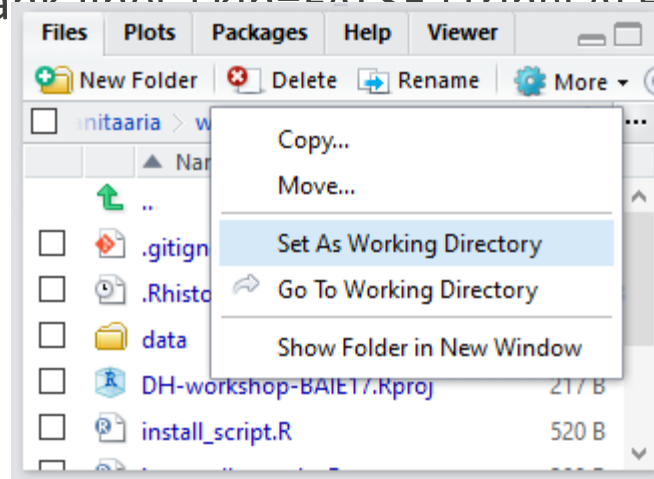 Files Plots Packages Help Viewer
New Folder Delete Rename More
nitaaria > w
Copy...
Nar
Move...
..
.gitign
Set As Working Directory
.Rhisto
Go To Working Directory
data
Show Folder in New Window
DH-workshop-BAIE17.Rproj 217 B
install_script.R 520 B